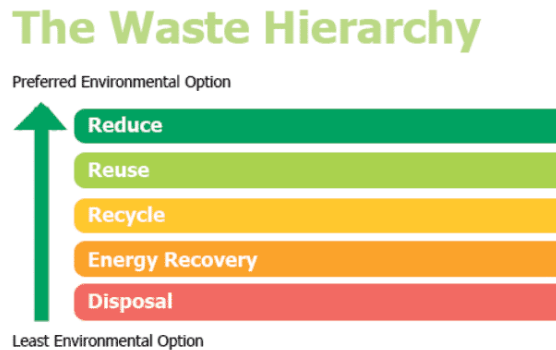 The Waste Hierarchy
Preferred Environmental Option
Reduce
Reuse
Recycle
Energy Recovery
Disposal
Least Environmental Option